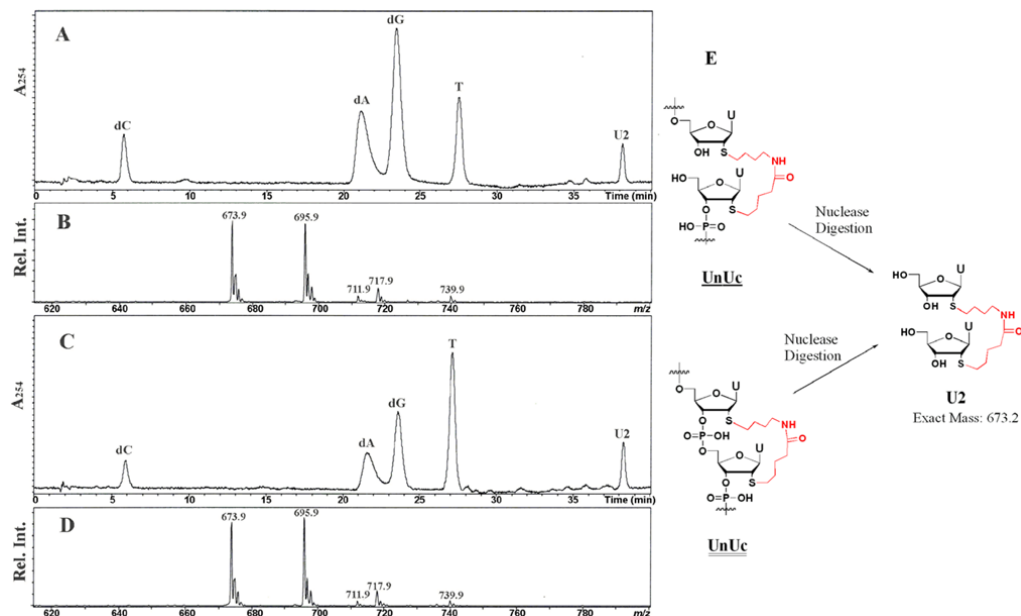 A
A254
dC
dA
dG
T
U2
5
10
15
20
25
30
35
Time (min)
B
Rel. Int.
673.9
695.9
711.9
717.9
739.9
620
640
660
680
700
720
740
760
780
m/z
C
A254
dC
dA
dG
T
U2
5
10
15
20
25
30
35
Time (min)
D
Rel. Int.
673.9
695.9
711.9
717.9
739.9
620
640
660
680
700
720
740
760
780
m/z
E
O
O
U
OH
S
NH
O
HO
O
U
O
S
HO-P=O
UnUc
Nuclease
Digestion
O
O
U
O
S
NH
O
O=P-OH
O
O
U
O
S
O=P-OH
UnUc
Nuclease
Digestion
HO
O
U
OH
S
NH
O
HO
O
U
OH
S
U2
Exact Mass: 673.2